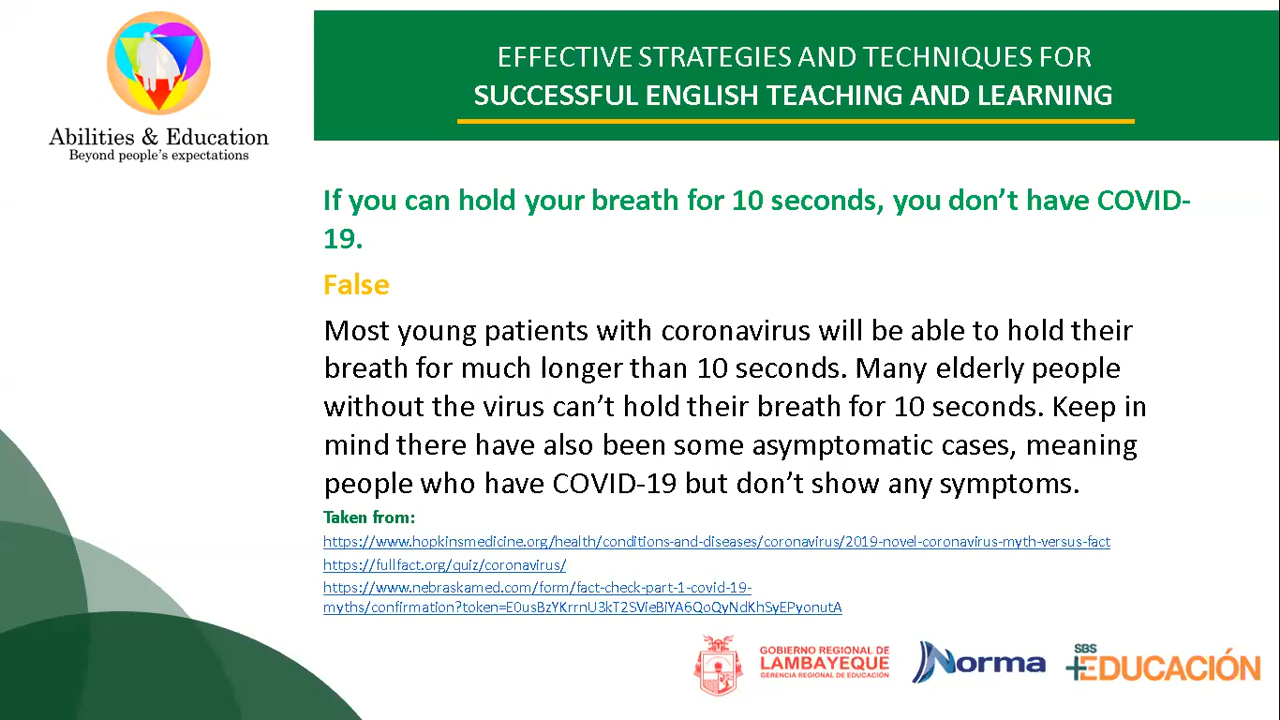 Abilities & Education
Beyond people's expectations
EFFECTIVE STRATEGIES AND TECHNIQUES FOR
SUCCESSFUL ENGLISH TEACHING AND LEARNING
If you can hold your breath for 10 seconds, you don't have COVID-
19.
False
Most young patients with coronavirus will be able to hold their
breath for much longer than 10 seconds. Many elderly people
without the virus can't hold their breath for 10 seconds. Keep in
mind there have also been some asymptomatic cases, meaning
people who have COVID-19 but don't show any symptoms.
Taken from:
https://www.hopkinsmedicine.org/health/conditions-and-diseases/coronavirus/2019-novel-coronavirus-myth-versus-fact
https://fullfact.org/quiz/coronavirus/
https://www.nebraskamed.com/form/fact-check-part-1-covid-19-
myths/confirmation?token=E0usBzYKrrnU3kT2SVieBiYA6QoQyNdKhSyEPyonutA
GOBIERNO REGIONAL DE
LAMBAYEQUE
GERENCIA REGIONAL DE EDUCACIÓN
Norma
SBS
+EDUCACIÓN